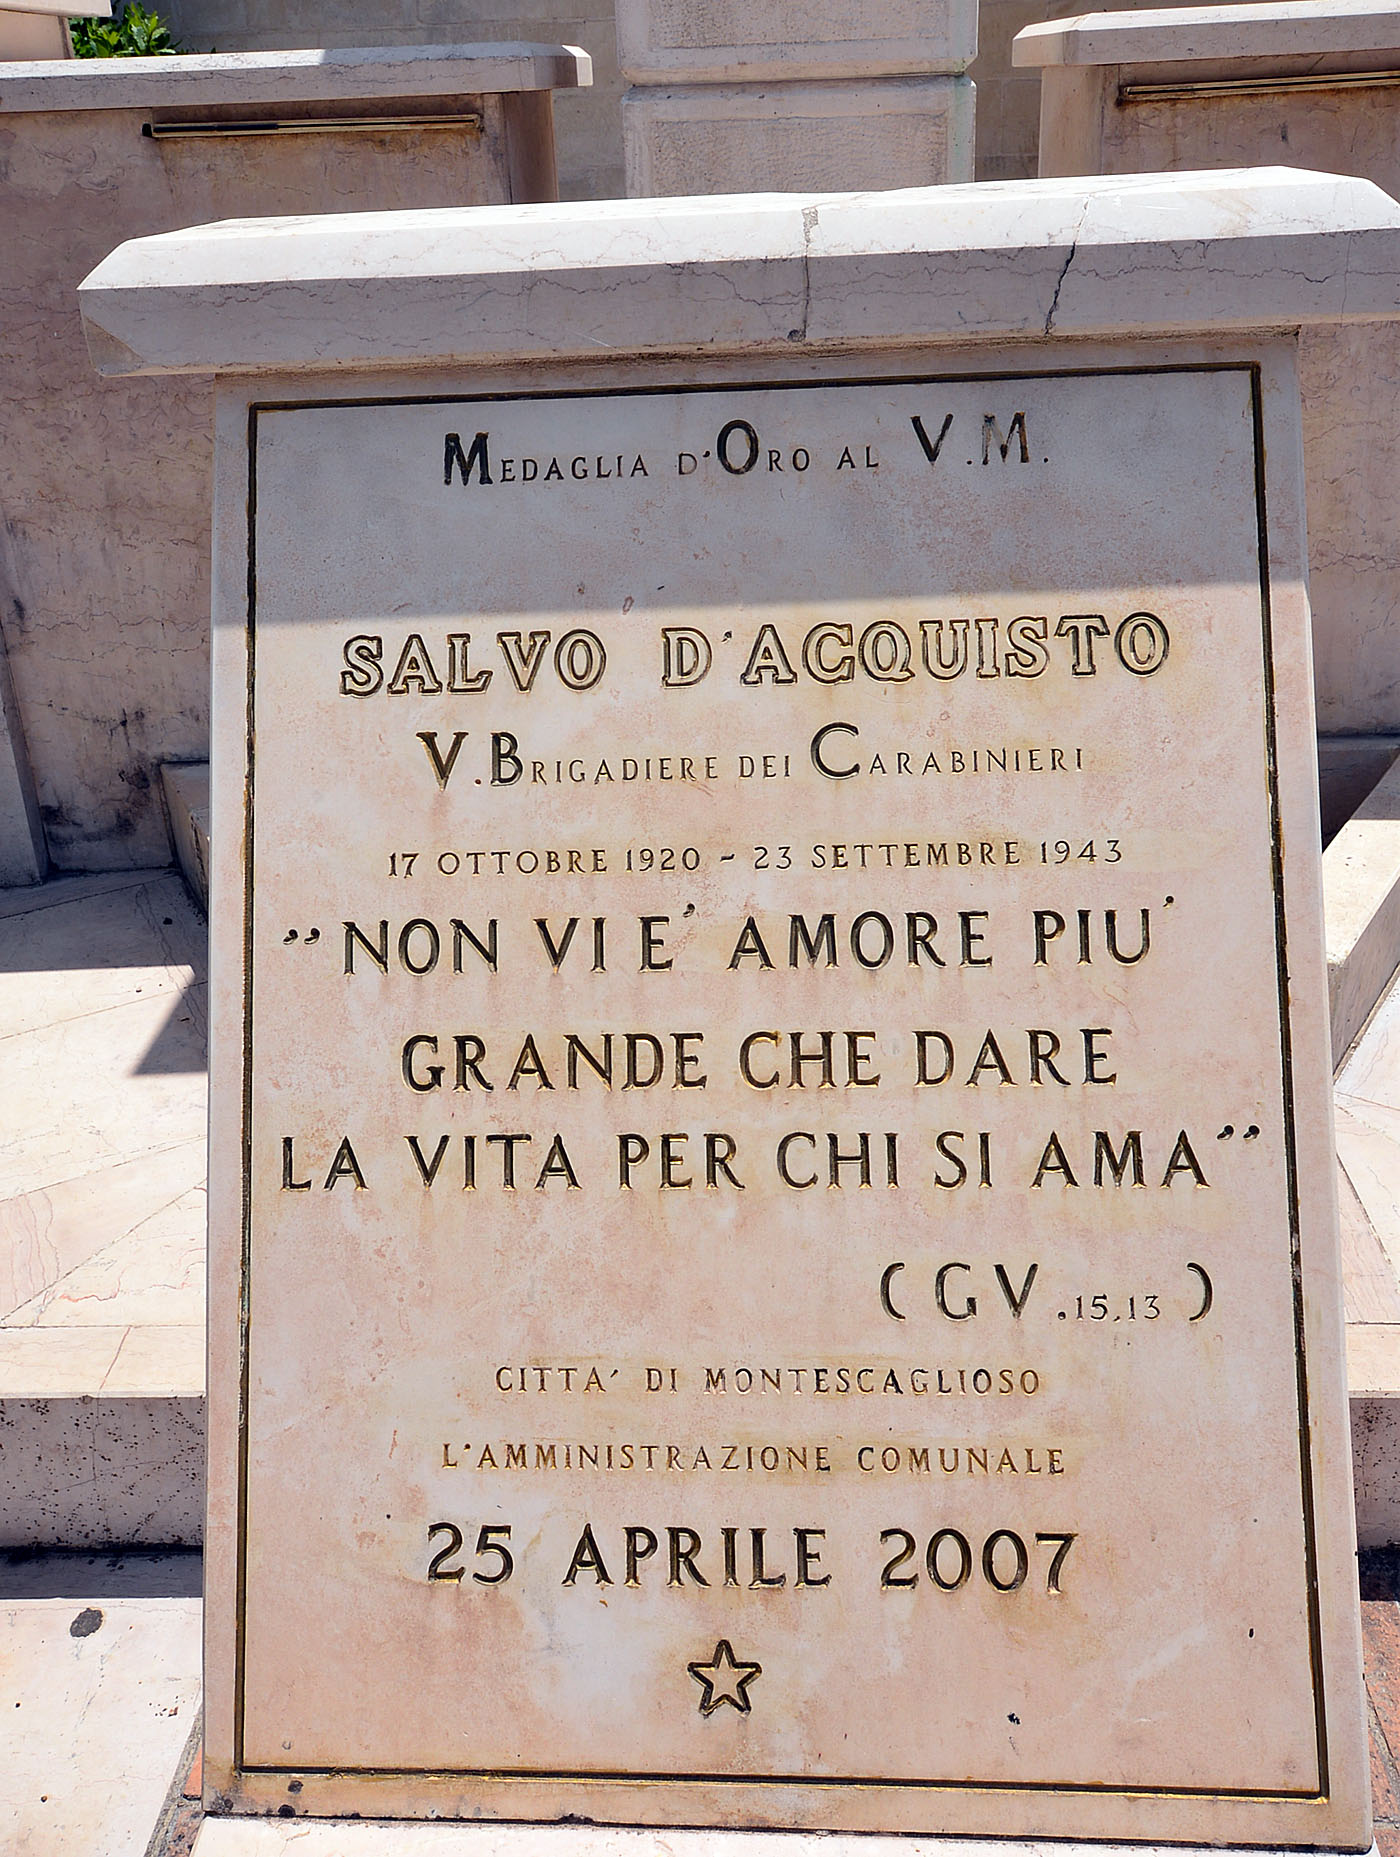 MEDAGLIA D'ORO AL V.M.
SALVO D'ACQUISTO
V.BRIGADIERE DEI CARABINIERI
17 OTTOBRE 1920 - 23 SETTEMBRE 1943
"NON VI E' AMORE PIU'
GRANDE CHE DARE
LA VITA PER CHI SI AMA"
(GV.15,13)
CITTA' DI MONTESCAGLIOSO
L'AMMINISTRAZIONE COMUNALE
25 APRILE 2007